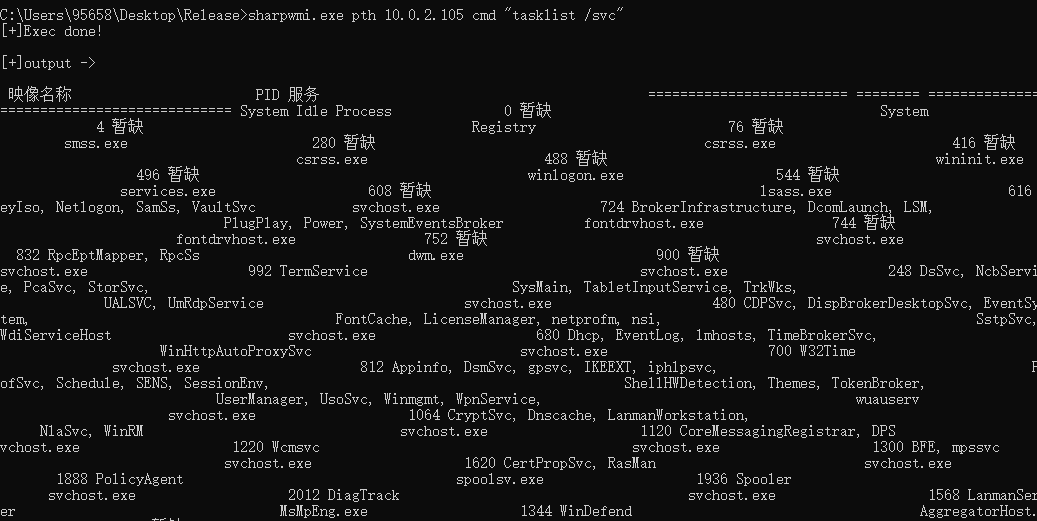 C:\Users\95658\Desktop\Release>sharpwmi.exe pth 10.0.2.105 cmd "tasklist /svc"
[+]Exec done!
[+]output ->
映像名称 PID 服务 ========================= ======== ===============
============================= System Idle Process 0 暂缺 System
4 暂缺 Registry 76 暂缺
smss.exe 280 暂缺 csrss.exe 416 暂缺
csrss.exe 488 暂缺 wininit.exe
496 暂缺 winlogon.exe 544 暂缺
services.exe 608 暂缺 lsass.exe 616
eyIso, Netlogon, SamSs, VaultSvc svchost.exe 724 BrokerInfrastructure, DcomLaunch, LSM,
PlugPlay, Power, SystemEventsBroker fontdrvhost.exe 744 暂缺
fontdrvhost.exe 752 暂缺 svchost.exe
832 RpcEptMapper, RpcSs dwm.exe 900 暂缺
svchost.exe 992 TermService svchost.exe 248 DsSvc, NcbServi
e, PcaSvc, StorSvc, SysMain, TabletInputService, TrkWks,
UALSVC, UmRdpService svchost.exe 480 CDPSvc, DispBrokerDesktopSvc, EventSy
tem, FontCache, LicenseManager, netprofm, nsi, SstpSvc,
WdiServiceHost svchost.exe 680 Dhcp, EventLog, lmhosts, TimeBrokerSvc,
WinHttpAutoProxySvc svchost.exe 700 W32Time
svchost.exe 812 Appinfo, DsmSvc, gpsvc, IKEEXT, iphlpsvc,
ofSvc, Schedule, SENS, SessionEnv, ShellHWDetection, Themes, TokenBroker,
UserManager, UsoSvc, Winmgmt, WpnService, wuauserv
svchost.exe 1064 CryptSvc, Dnscache, LanmanWorkstation,
NlaSvc, WinRM svchost.exe 1120 CoreMessagingRegistrar, DPS
vchost.exe 1220 Wcmsvc svchost.exe 1300 BFE, mpssvc
svchost.exe 1620 CertPropSvc, RasMan svchost.exe
1888 PolicyAgent spoolsv.exe 1936 Spooler
svchost.exe 2012 DiagTrack svchost.exe 1568 LanmanSer
er MsMpEng.exe 1344 WinDefend AggregatorHost.